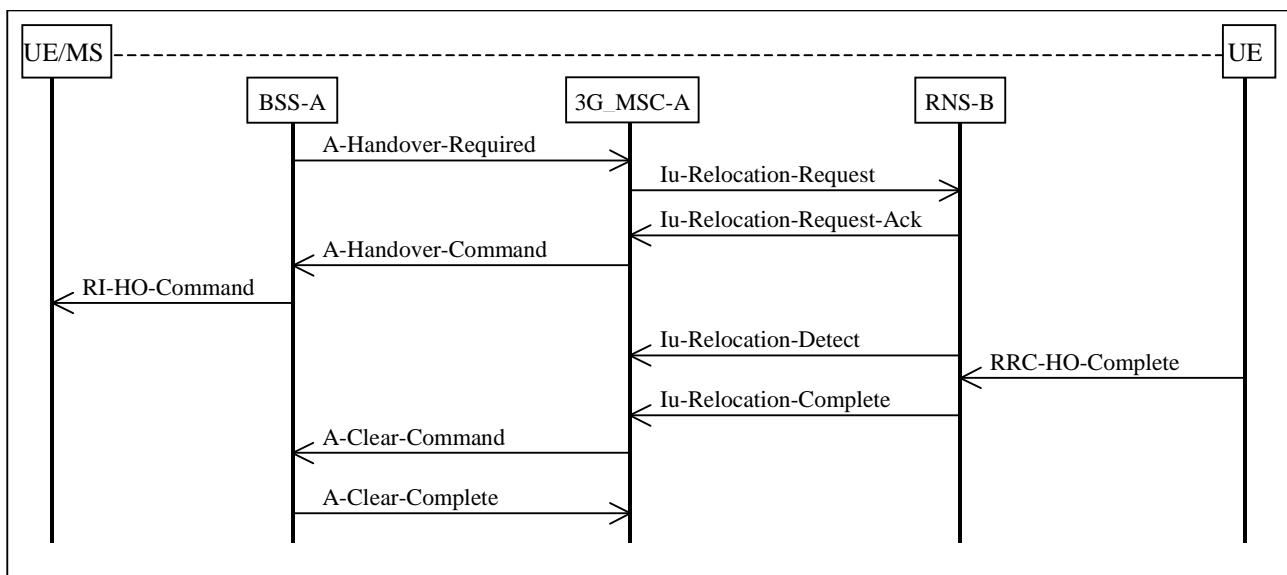 UE/MS
UE
BSS-A
3G_MSC-A
RNS-B
A-Handover-Required
Iu-Relocation-Request
Iu-Relocation-Request-Ack
A-Handover-Command
RI-HO-Command
Iu-Relocation-Detect
RRC-HO-Complete
Iu-Relocation-Complete
A-Clear-Command
A-Clear-Complete